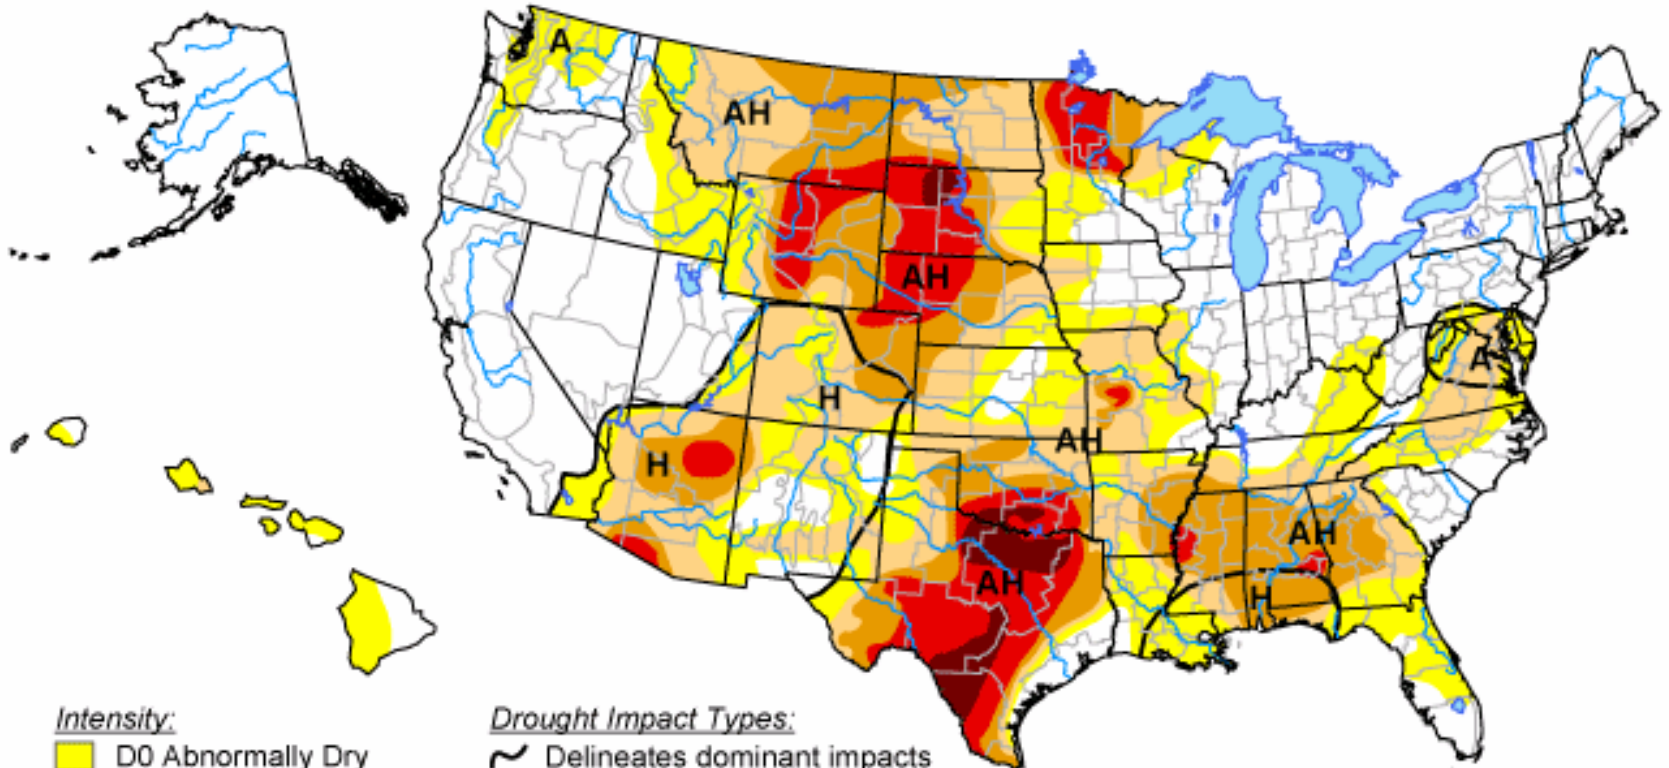 A
AH
AH
H
AH
A
H
AH
AH
H
Intensity:
Drought Impact Types:
D0 Abnormally Dry
Delineates dominant impacts